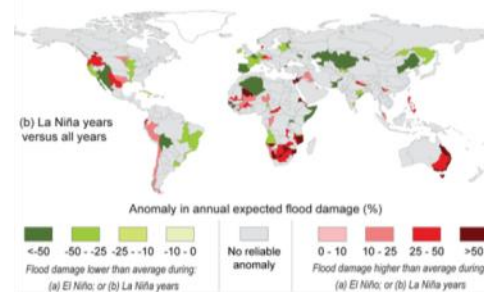 (b) La Niña years
versus all years
Anomaly in annual expected flood damage (%)
<-50 -50 - -25 -25 - -10 -10 - 0 No reliable anomaly 0 - 10 10 - 25 25 - 50 >50
Flood damage lower than average during:
(a) El Niño; or (b) La Niña years
Flood damage higher than average during:
(a) El Niño; or (b) La Niña years